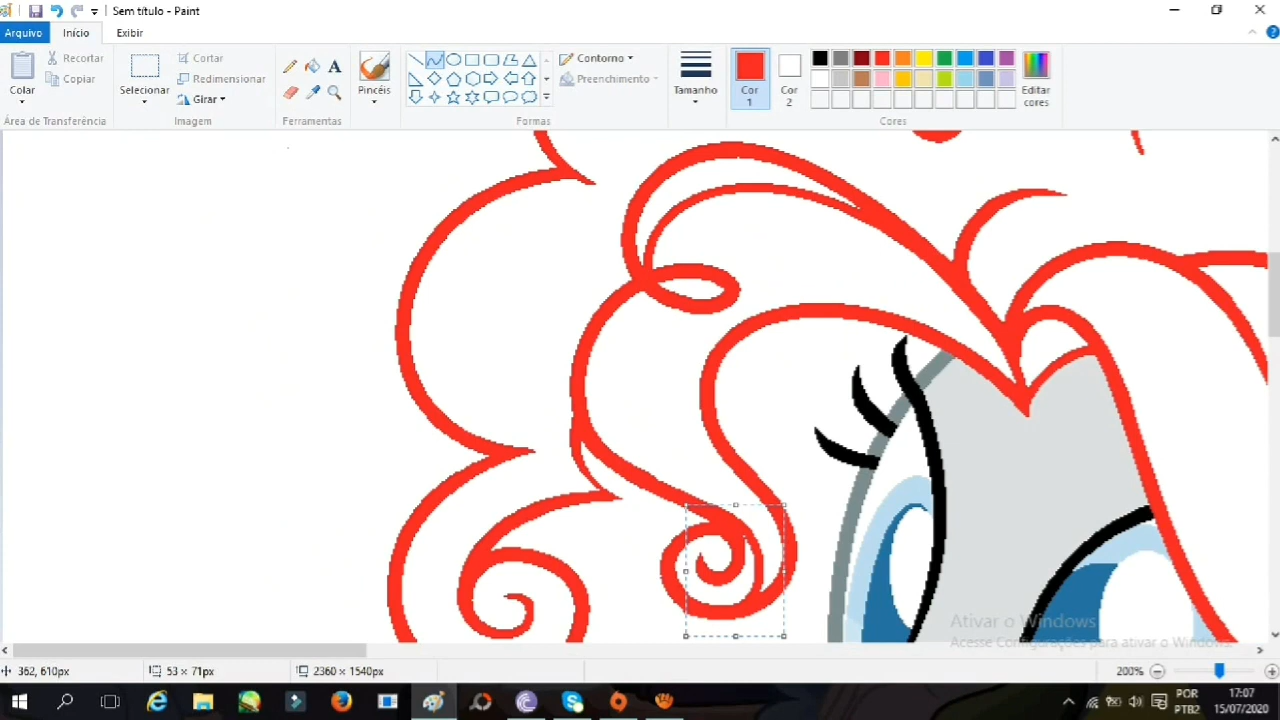 Sem título - Paint
Arquivo Início Exibir
Colar
Recortar
Copiar
Área de Transferência
Selecionar
Cortar
Redimensionar
Girar
Imagem
A
Ferramentas
Pincéis
Formas
Contorno
Preenchimento
Tamanho
Cor
1
Cor
2
Editar
cores
Cores
Ativar o Windows
Acesse Configurações para ativar o Windows.
362, 610px 53 × 71px 2360 × 1540px 200%
POR
PTB2
17:07
15/07/2020